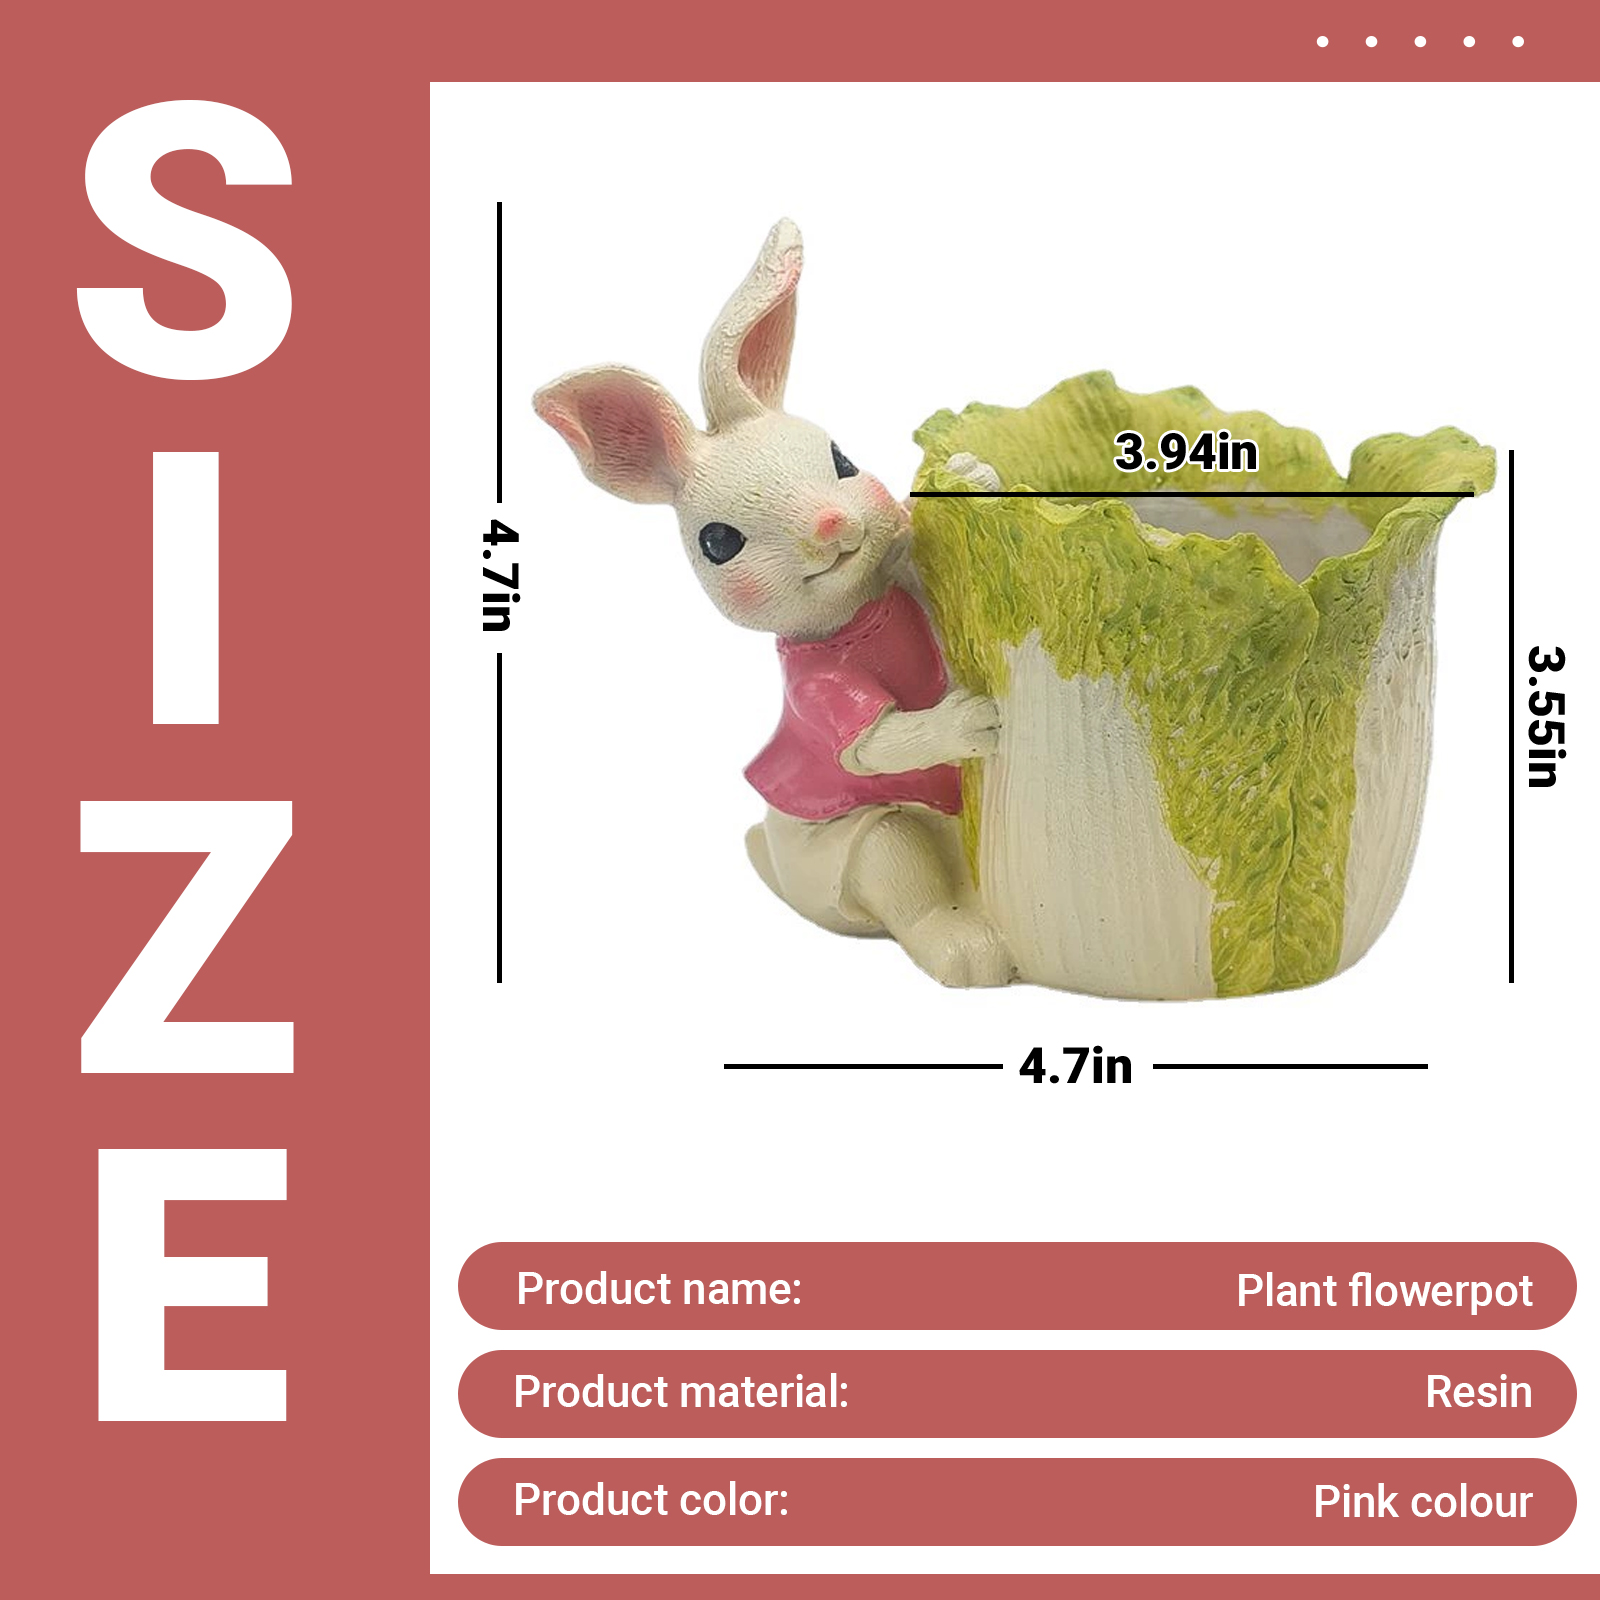 SIZE
3.94in
4.7in
3.55in
4.7in
Product name: Plant flowerpot
Product material: Resin
Product color: Pink colour